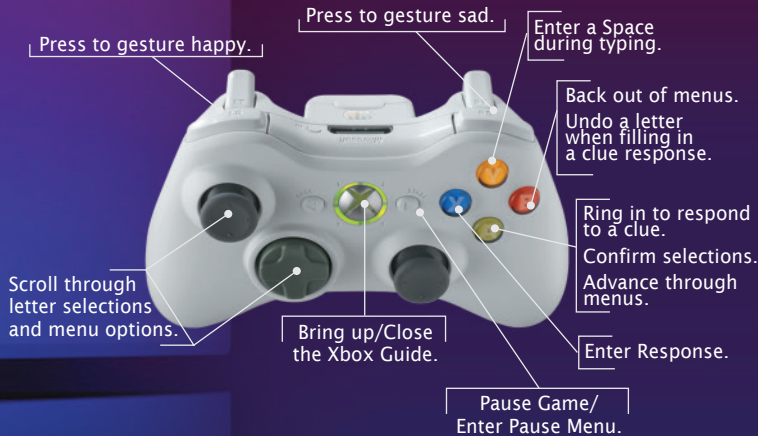 Press to gesture happy.
Press to gesture sad.
Enter a Space
during typing.
Back out of menus.
Undo a letter
when filling in
a clue response.
Ring in to respond
to a clue.
Confirm selections.
Advance through
menus.
Scroll through
letter selections
and menu options.
Bring up/Close
the Xbox Guide.
Enter Response.
Pause Game/
Enter Pause Menu.
Y
X